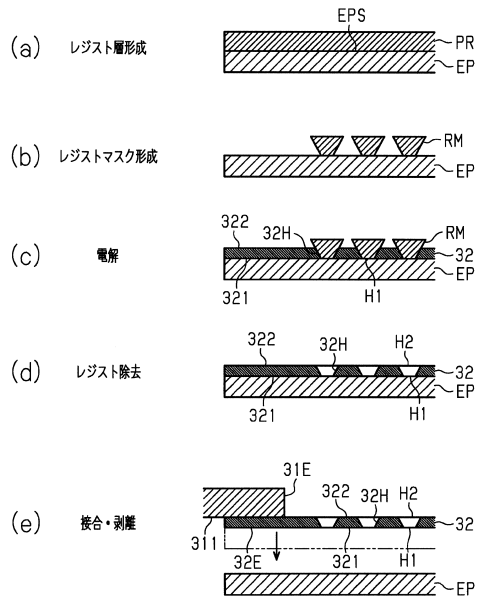 (a) レジスト層形成
EPS
PR
EP
(b) レジストマスク形成
RM
EP
(c) 電解
322
32H
RM
32
EP
321
H1
(d) レジスト除去
322
32H
H2
32
EP
321
H1
(e) 接合・剥離
31E
322
32H
H2
32
311
32E
321
H1
EP